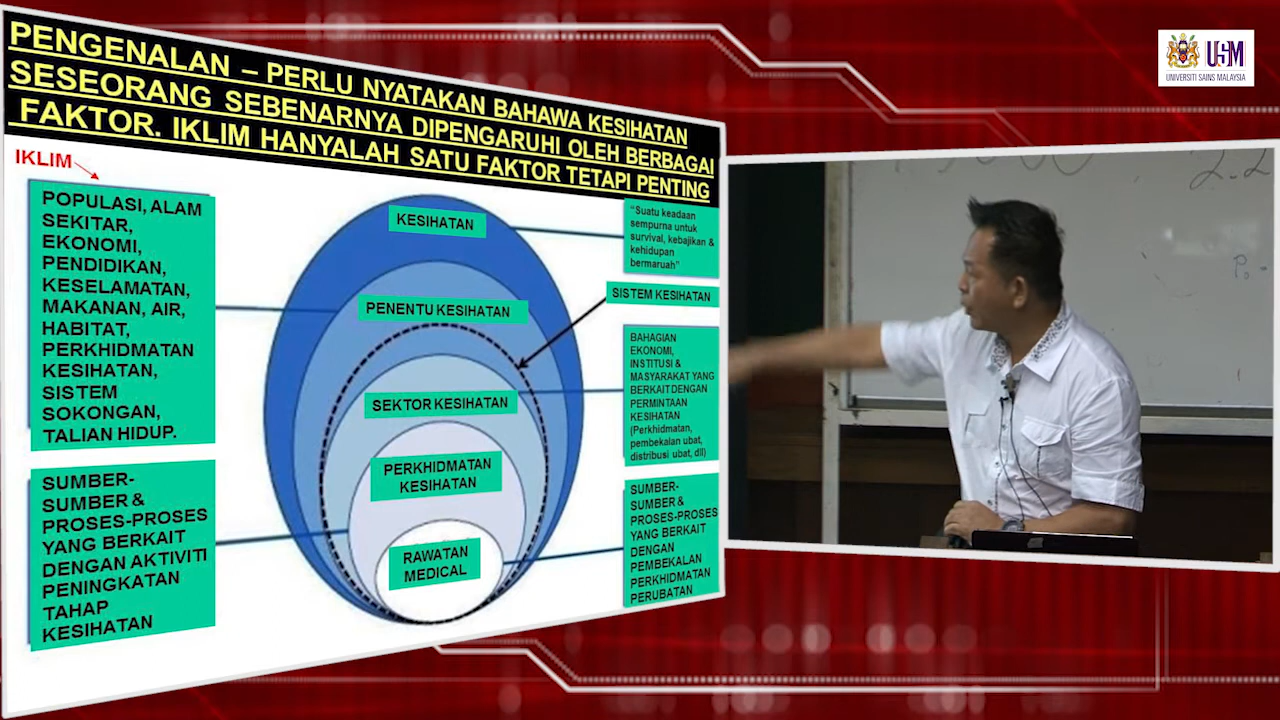 PENGENALAN – PERLU NYATAKAN BAHAWA KESIHATAN
SESEORANG SEBENARNYA DIPENGARUHI OLEH BERBAGAI
FAKTOR. IKLIM HANYALAH SATU FAKTOR TETAPI PENTING
IKLIM
POPULASI, ALAM
SEKITAR,
EKONOMI,
PENDIDIKAN,
KESELAMATAN,
MAKANAN, AIR,
HABITAT,
PERKHIDMATAN
KESIHATAN,
SISTEM
SOKONGAN,
TALIAN HIDUP.
SUMBER-
SUMBER &
PROSES-PROSES
YANG BERKAIT
DENGAN AKTIVITI
PENINGKATAN
TAHAP
KESIHATAN
KESIHATAN
PENENTU KESIHATAN
SEKTOR KESIHATAN
PERKHIDMATAN
KESIHATAN
RAWATAN
MEDICAL
“Suatu keadaan
sempurna untuk
survival, kebajikan &
kehidupan
bermaruah”
SISTEM KESIHATAN
BAHAGIAN
EKONOMI,
INSTITUSI &
MASYARAKAT YANG
BERKAIT DENGAN
PERMINTAAN
KESIHATAN
(Perkhidmatan,
pembekalan ubat,
distribusi ubat, dll)
SUMBER-
SUMBER &
PROSES-PROSES
YANG BERKAIT
DENGAN
PEMBEKALAN
PERKHIDMATAN
PERUBATAN
USM
UNIVERSITI SAINS MALAYSIA
2.2